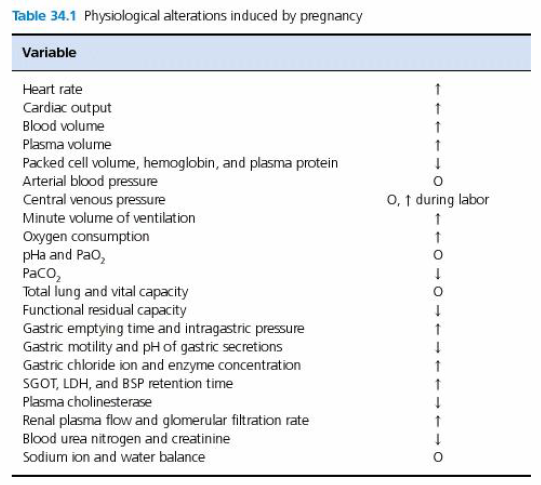 Table 34.1 Physiological alterations induced by pregnancy
Variable
Heart rate ↑
Cardiac output ↑
Blood volume ↑
Plasma volume ↑
Packed cell volume, hemoglobin, and plasma protein ↓
Arterial blood pressure O
Central venous pressure O, ↑ during labor
Minute volume of ventilation ↑
Oxygen consumption ↑
pHa and PaO₂ O
PaCO₂ ↓
Total lung and vital capacity O
Functional residual capacity ↓
Gastric emptying time and intragastric pressure ↑
Gastric motility and pH of gastric secretions ↓
Gastric chloride ion and enzyme concentration ↑
SGOT, LDH, and BSP retention time ↑
Plasma cholinesterase ↓
Renal plasma flow and glomerular filtration rate ↑
Blood urea nitrogen and creatinine ↓
Sodium ion and water balance O